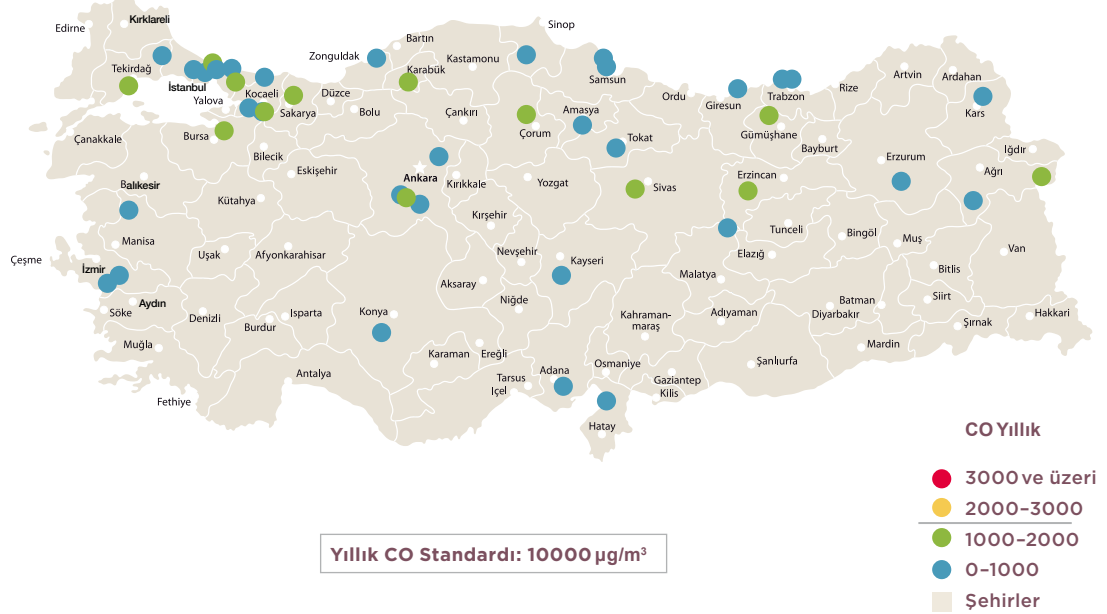 Kırklareli
Edirne
Sinop
Bartın
Zonguldak
Kastamonu
Tekirdağ
Karabük
Samsun
Artvin
Ardahan
İstanbul
Kocaeli
Yalova
Düzce
Ordu
Giresun
Trabzon
Rize
Kars
Sakarya
Bolu
Çankırı
Amasya
Çanakkale
Bursa
Çorum
Tokat
Gümüşhane
Bayburt
Iğdır
Bilecik
Eskişehir
Ankara
Kırıkkale
Yozgat
Sivas
Erzincan
Erzurum
Ağrı
Balıkesir
Kütahya
Kırşehir
Tunceli
Bingöl
Muş
Van
Manisa
Uşak
Afyonkarahisar
Nevşehir
Kayseri
Elazığ
Çeşme
İzmir
Malatya
Bitlis
Aksaray
Niğde
Siirt
Aydın
Söke
Denizli
Burdur
Isparta
Konya
Kahraman-
maraş
Adıyaman
Batman
Diyarbakır
Hakkari
Şırnak
Muğla
Karaman
Ereğli
Mardin
Antalya
Tarsus
Içel
Adana
Osmaniye
Gaziantep
Kilis
Şanlıurfa
Fethiye
Hatay
CO Yıllık
3000 ve üzeri
2000–3000
1000–2000
0–1000
Şehirler
Yıllık CO Standardı: 10000 µg/m³